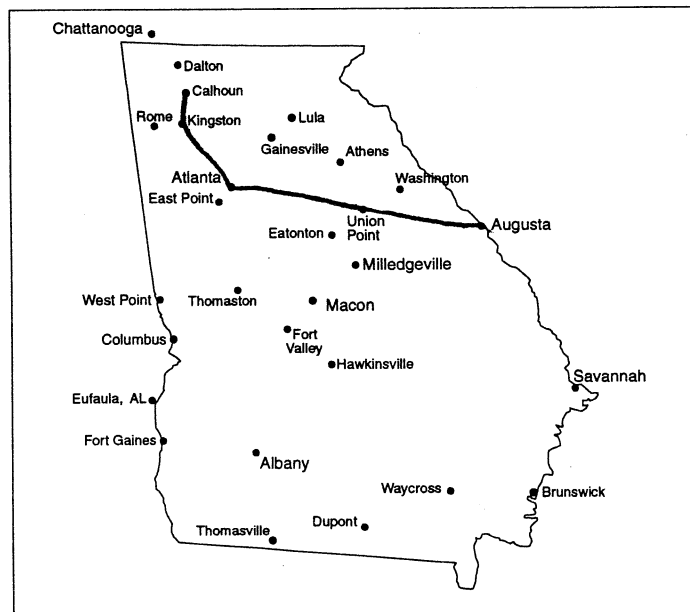 Chattanooga
Dalton
Calhoun
Rome
Kingston
Lula
Gainesville
Athens
Atlanta
Washington
East Point
Union
Point
Augusta
Eatonton
Milledgeville
West Point
Thomaston
Macon
Columbus
Fort
Valley
Hawkinsville
Savannah
Eufaula, AL
Fort Gaines
Albany
Waycross
Brunswick
Thomasville
Dupont